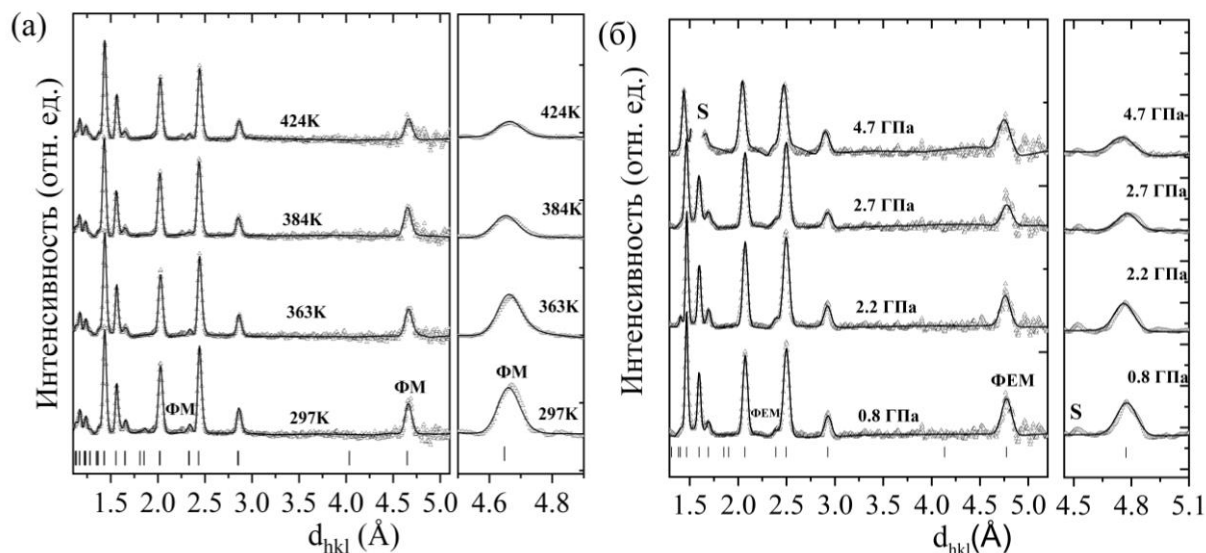 (а)
Интенсивность (отн. ед.)
424K
384K
363K
ФМ
297K
ФМ
1.5 2.0 2.5 3.0 3.5 4.0 4.5 5.0
d_hkl (Å)
424K
384K
363K
ФМ
297K
4.6 4.8
(б)
Интенсивность (отн. ед.)
S
4.7 ГПа
2.7 ГПа
2.2 ГПа
ФЕМ
ФЕМ
0.8 ГПа
1.5 2.0 2.5 3.0 3.5 4.0 4.5 5.0
d_hkl(Å)
4.7 ГПа
2.7 ГПа
2.2 ГПа
0.8 ГПа
S
4.5 4.8 5.1